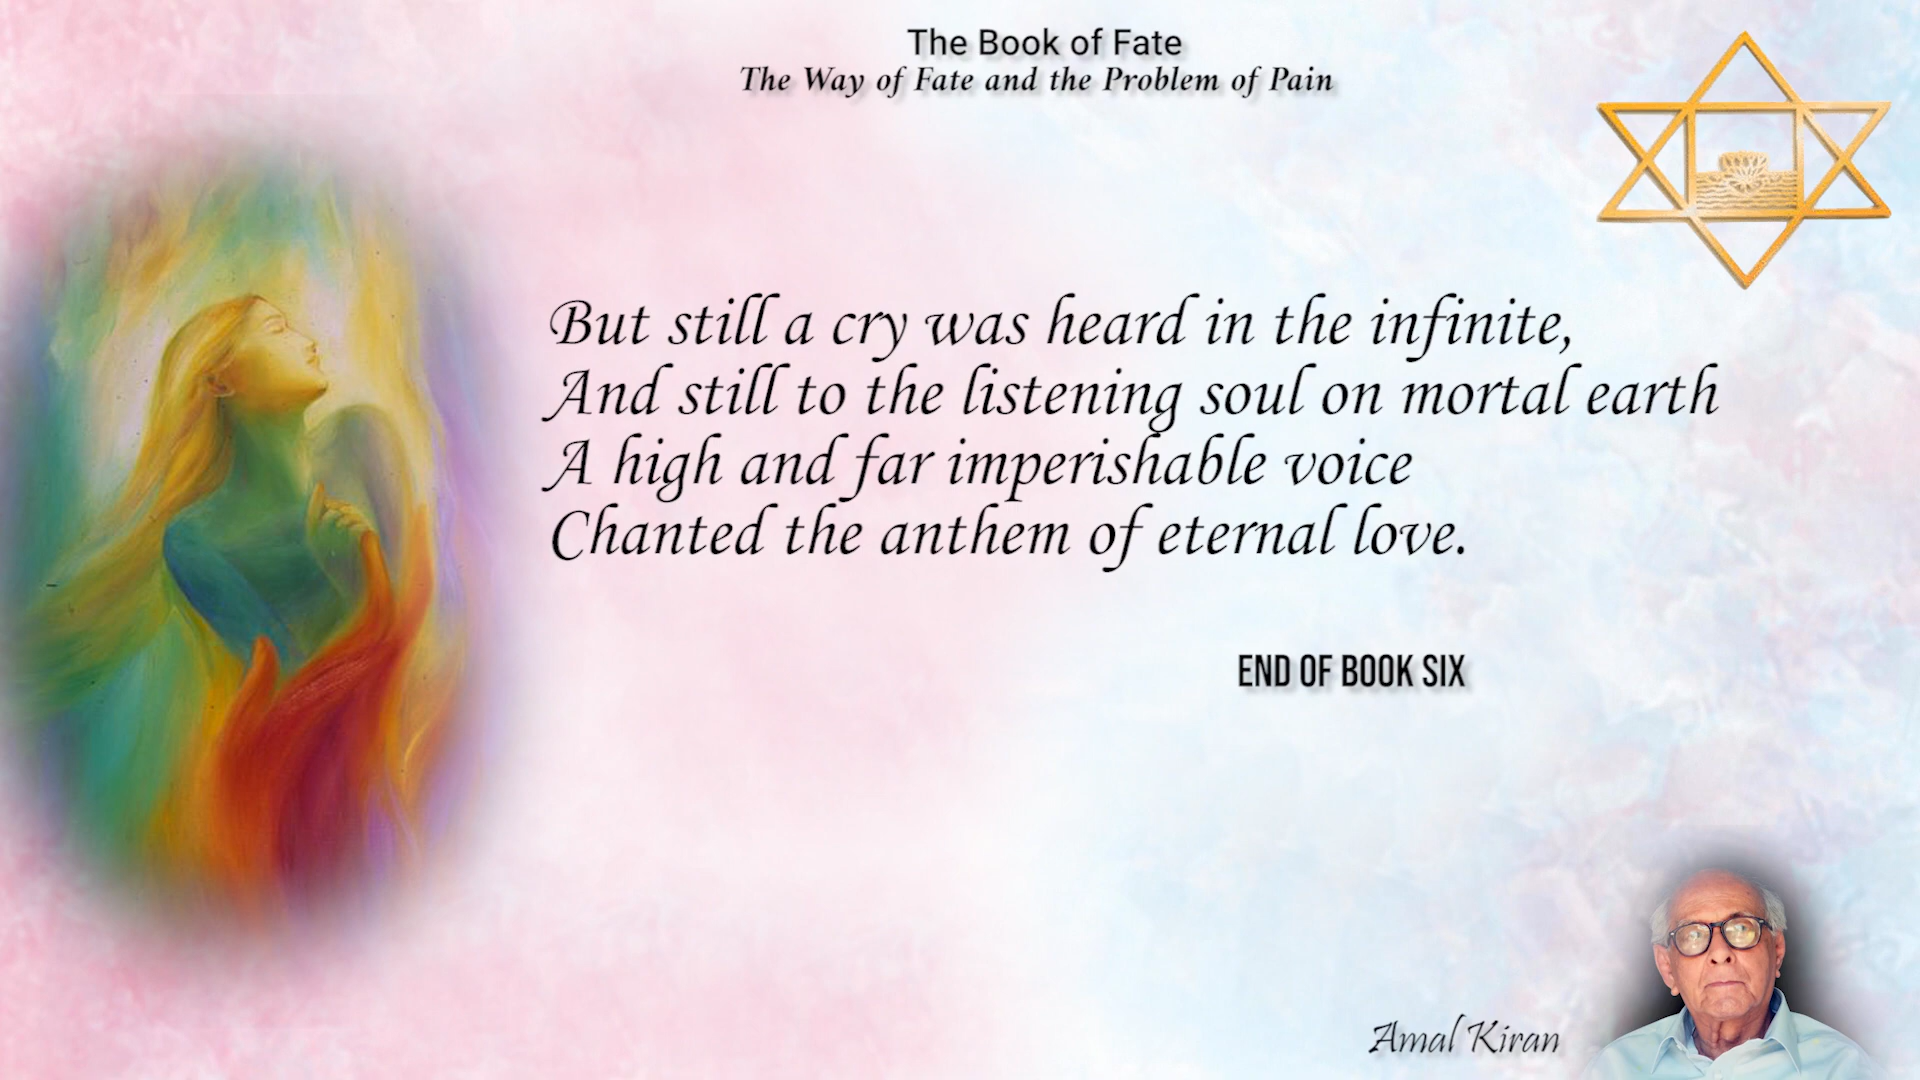 The Book of Fate
The Way of Fate and the Problem of Pain
But still a cry was heard in the infinite,
And still to the listening soul on mortal earth
A high and far imperishable voice
Chanted the anthem of eternal love.
END OF BOOK SIX
Amal Kiran